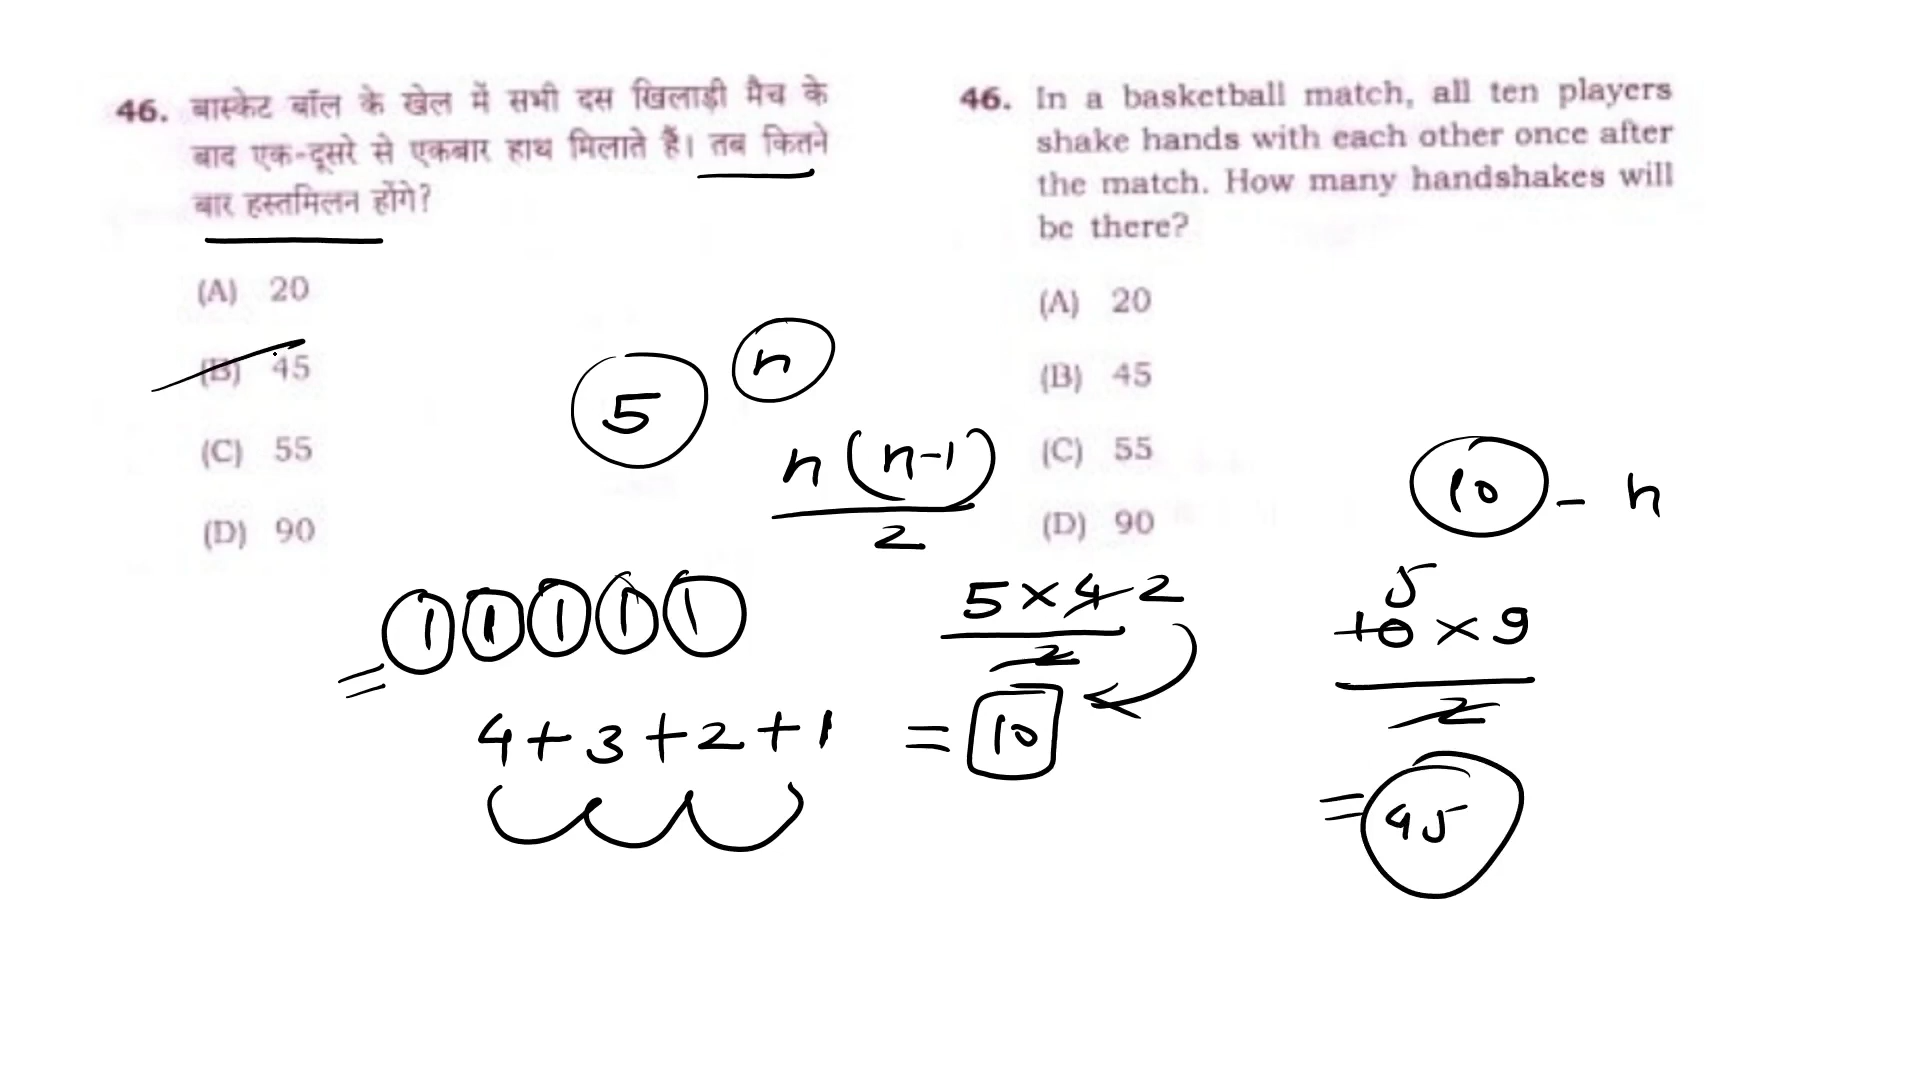 46. बास्केट बॉल के खेल में सभी दस खिलाड़ी मैच के
बाद एक-दूसरे से एकबार हाथ मिलाते हैं। तब कितने
बार हस्तमिलन होंगे?
(A) 20
(B) 45
(C) 55
(D) 90
46. In a basketball match, all ten players
shake hands with each other once after
the match. How many handshakes will
be there?
(A) 20
(B) 45
(C) 55
(D) 90
5
n
n(n-1)
2
1 1 1 1 1
=
4+3+2+1 = 10
5×4 2
2
10 - n
5
10×9
2
= 45